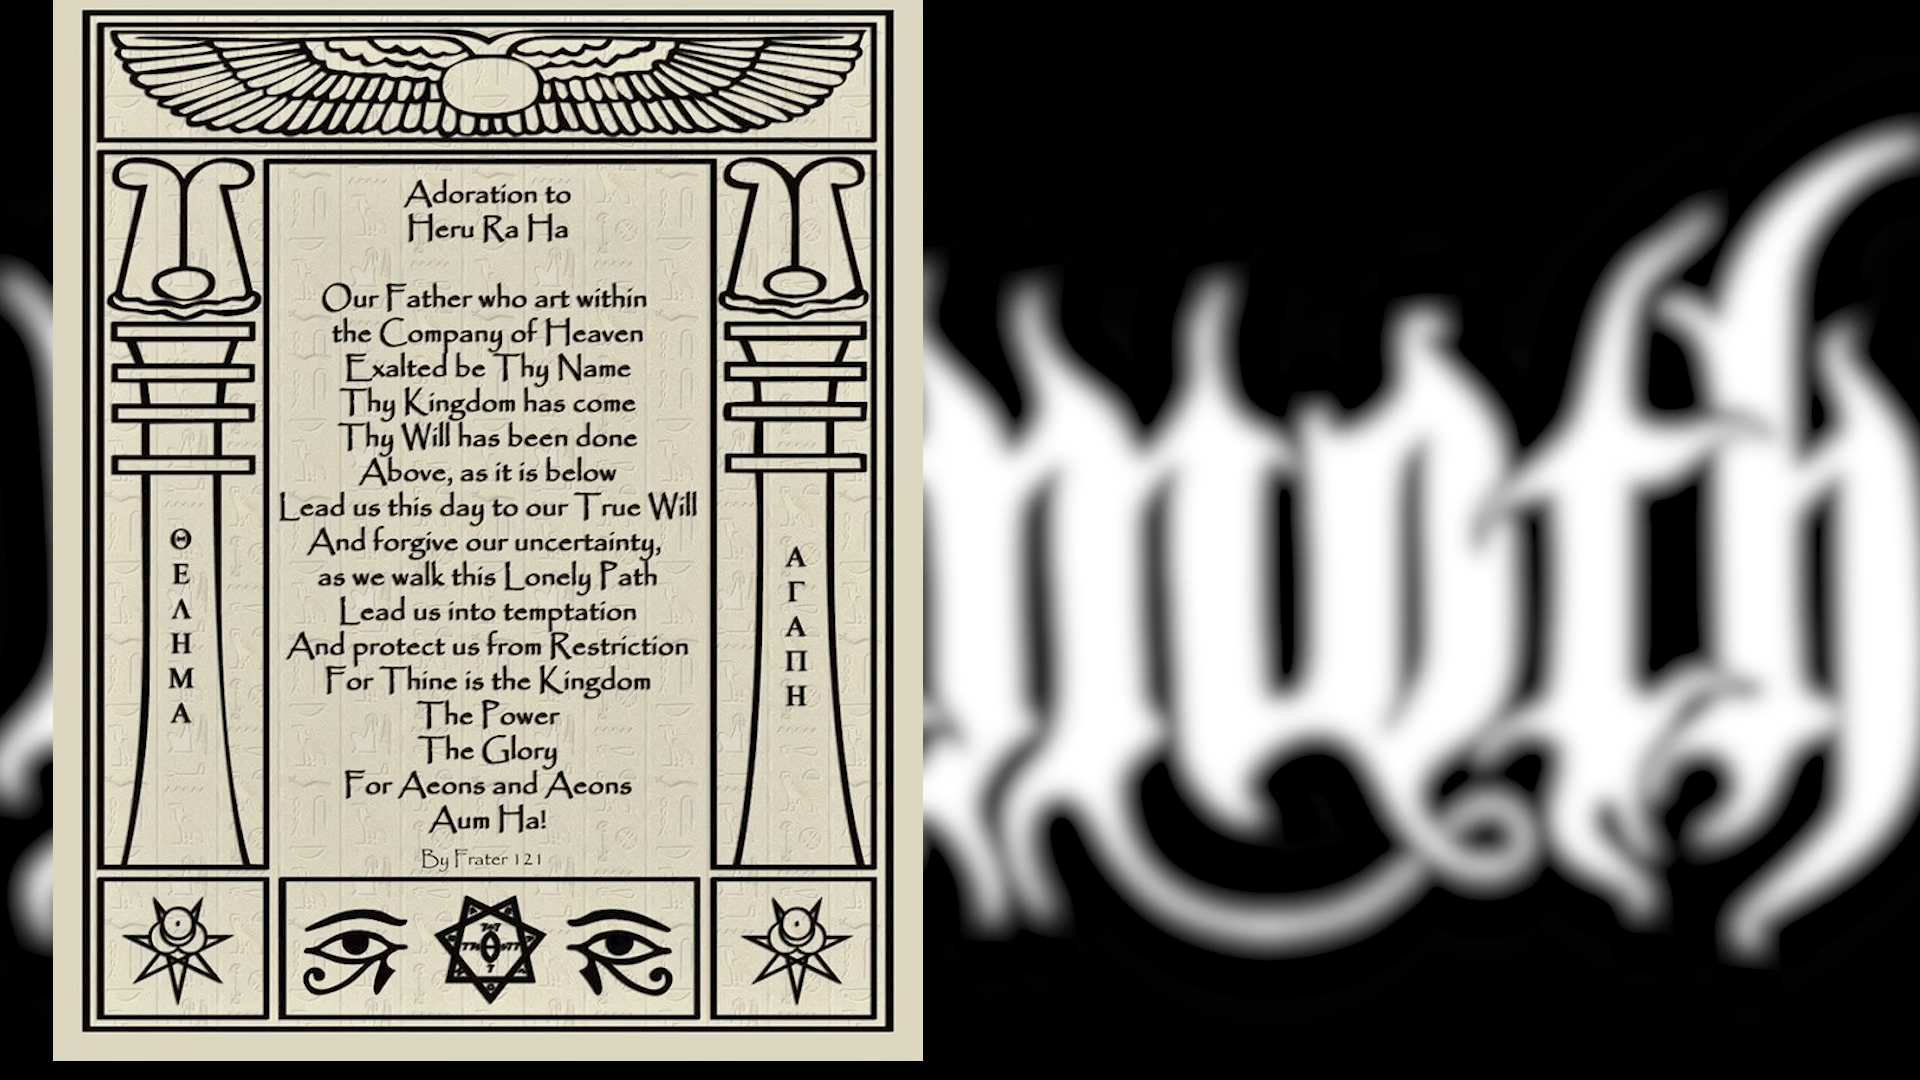 Adoration to
Heru Ra Ha
Our Father who art within
the Company of Heaven
Exalted be Thy Name
Thy Kingdom has come
Thy Will has been done
Above, as it is below
Lead us this day to our True Will
And forgive our uncertainty,
as we walk this Lonely Path
Lead us into temptation
And protect us from Restriction
For Thine is the Kingdom
The Power
The Glory
For Aeons and Aeons
Aum Ha!
By Frater 121
ΘΕΛΗΜΑ
ΑΓΑΠΗ